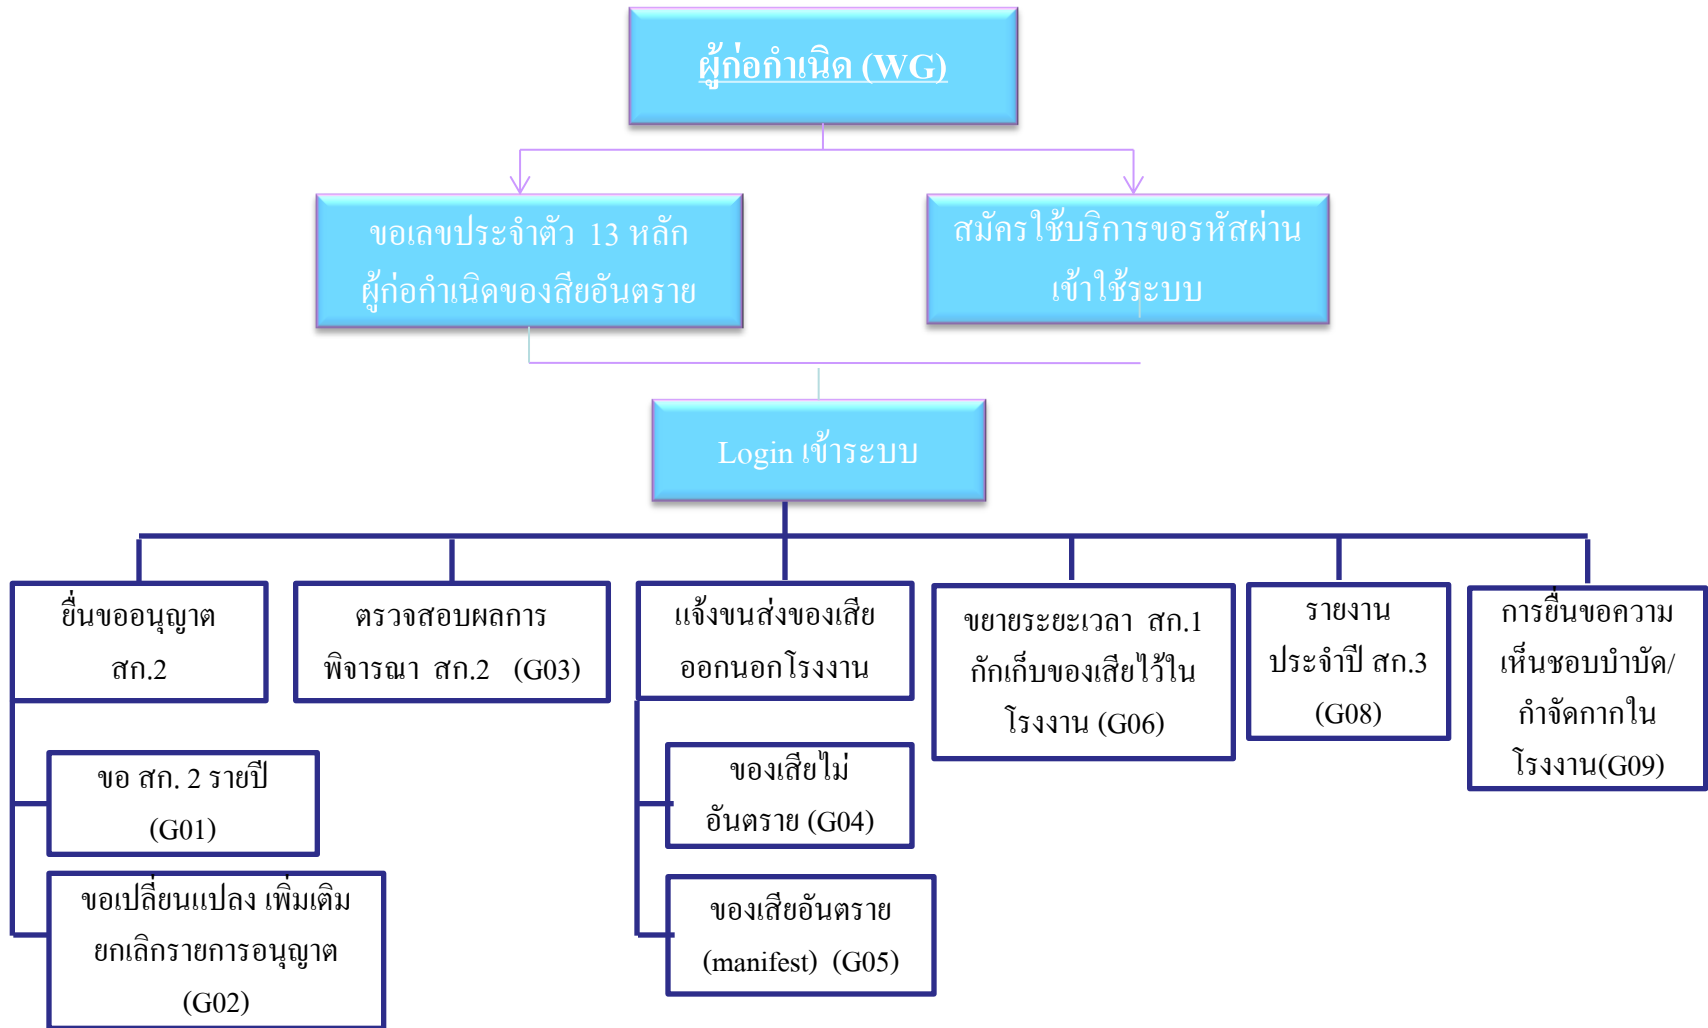 ผู้ก่อกำเนิด (WG)
ขอเลขประจำตัว 13 หลัก
ผู้ก่อกำเนิดของสียอันตราย
สมัครใช้บริการขอรหัสผ่าน
เข้าใช้ระบบ
Login เข้าระบบ
ยื่นขออนุญาต
สก.2
ตรวจสอบผลการ
พิจารณา สก.2 (G03)
แจ้งขนส่งของเสีย
ออกนอกโรงงาน
ขยายระยะเวลา สก.1
กักเก็บของเสียไว้ใน
โรงงาน (G06)
รายงาน
ประจำปี สก.3
(G08)
การยื่นขอความ
เห็นชอบบำบัด/
กำจัดกากใน
โรงงาน(G09)
ขอ สก. 2 รายปี
(G01)
ขอเปลี่ยนแปลง เพิ่มเติม
ยกเลิกรายการอนุญาต
(G02)
ของเสียไม่
อันตราย (G04)
ของเสียอันตราย
(manifest) (G05)